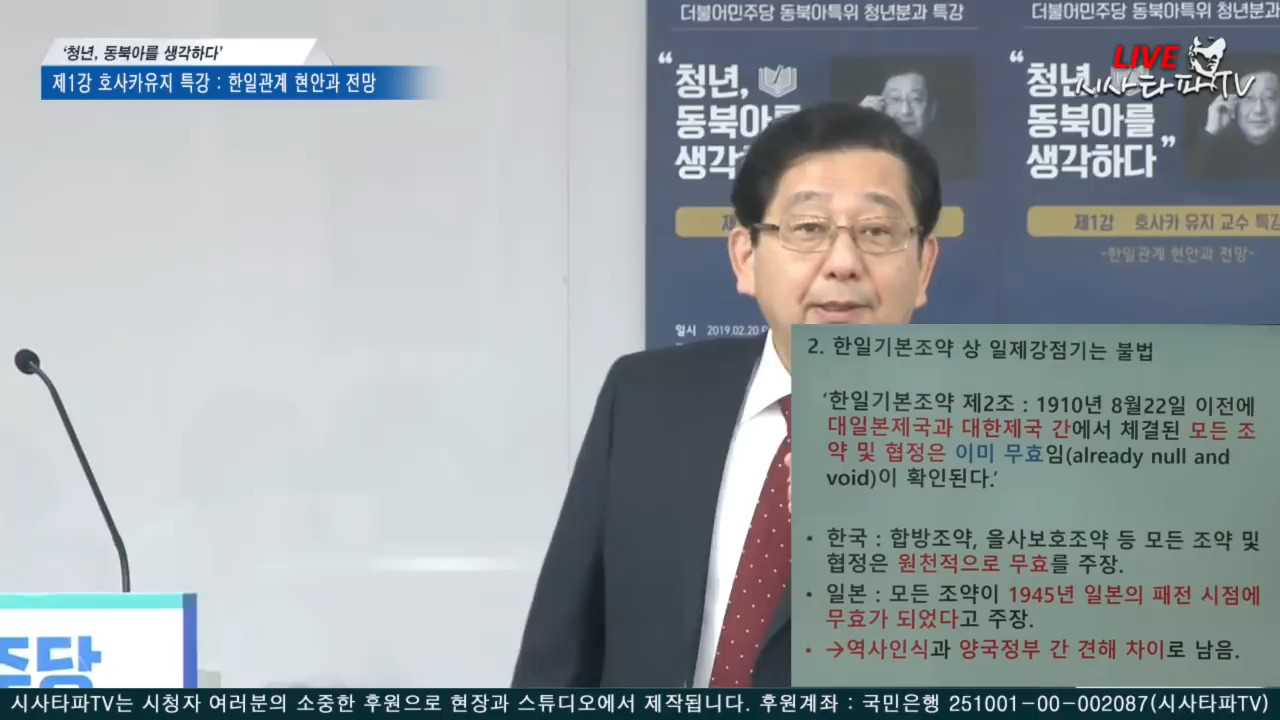 ‘청년, 동북아를 생각하다’
제1강 호사카유지 특강 : 한일관계 현안과 전망
더불어민주당 동북아특위 청년분과 특강
“청년,
동북아를
생각
일시 2019.02.20
더불어민주당 동북아특위 청년분과
“청년,
동북아를
생각하다”
제1강 호사카 유지 교수 특강
-한일관계 현안과 전망-
LIVE
시사타파TV
2. 한일기본조약 상 일제강점기는 불법
‘한일기본조약 제2조 : 1910년 8월22일 이전에
대일본제국과 대한제국 간에서 체결된 모든 조
약 및 협정은 이미 무효임(already null and
void)이 확인된다.’
• 한국 : 합방조약, 을사보호조약 등 모든 조약 및
협정은 원천적으로 무효를 주장.
• 일본 : 모든 조약이 1945년 일본의 패전 시점에
무효가 되었다고 주장.
• →역사인식과 양국정부 간 견해 차이로 남음.
주당
시사타파TV는 시청자 여러분의 소중한 후원으로 현장과 스튜디오에서 제작됩니다. 후원계좌 : 국민은행 251001-00-002087(시사타파TV)